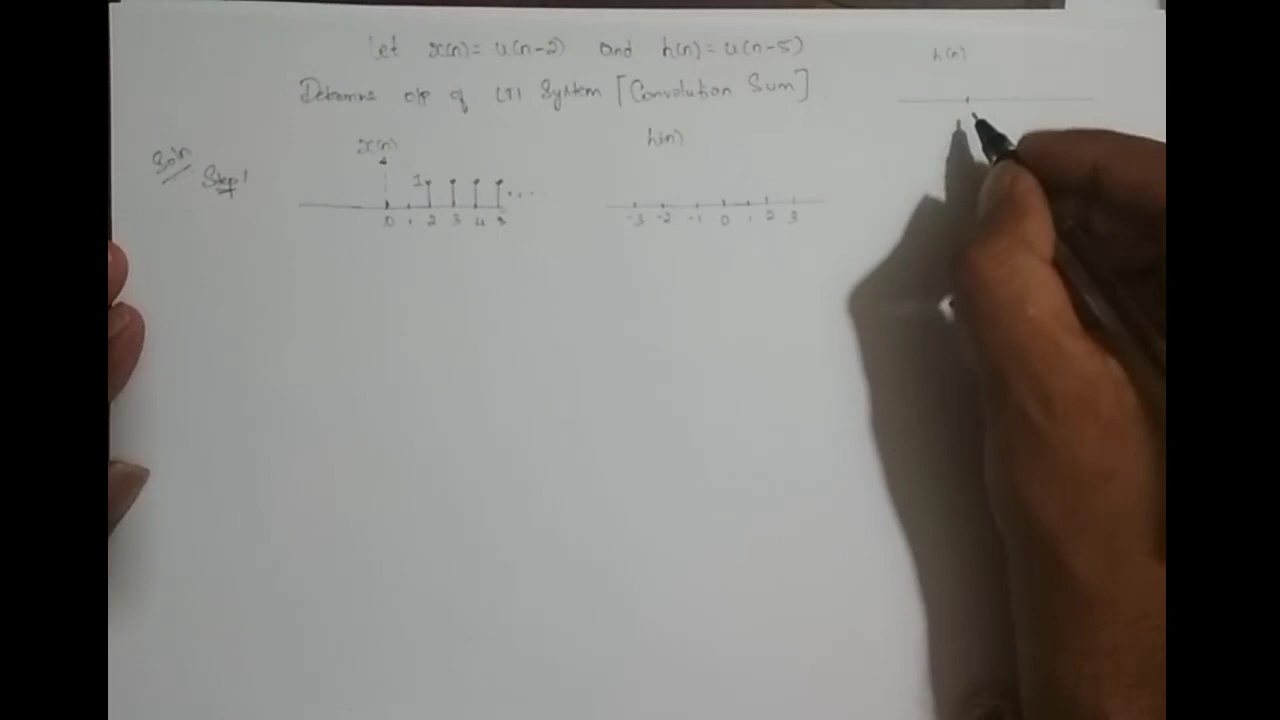 Let x(n) = u(n-2) and h(n) = u(n-5)
h(n)
Determine o/p of LTI System [Convolution Sum]
x(n)
h(n)
Soln
Step 1
1
....
0 1 2 3 4 5
-3 -2 -1 0 1 2 3